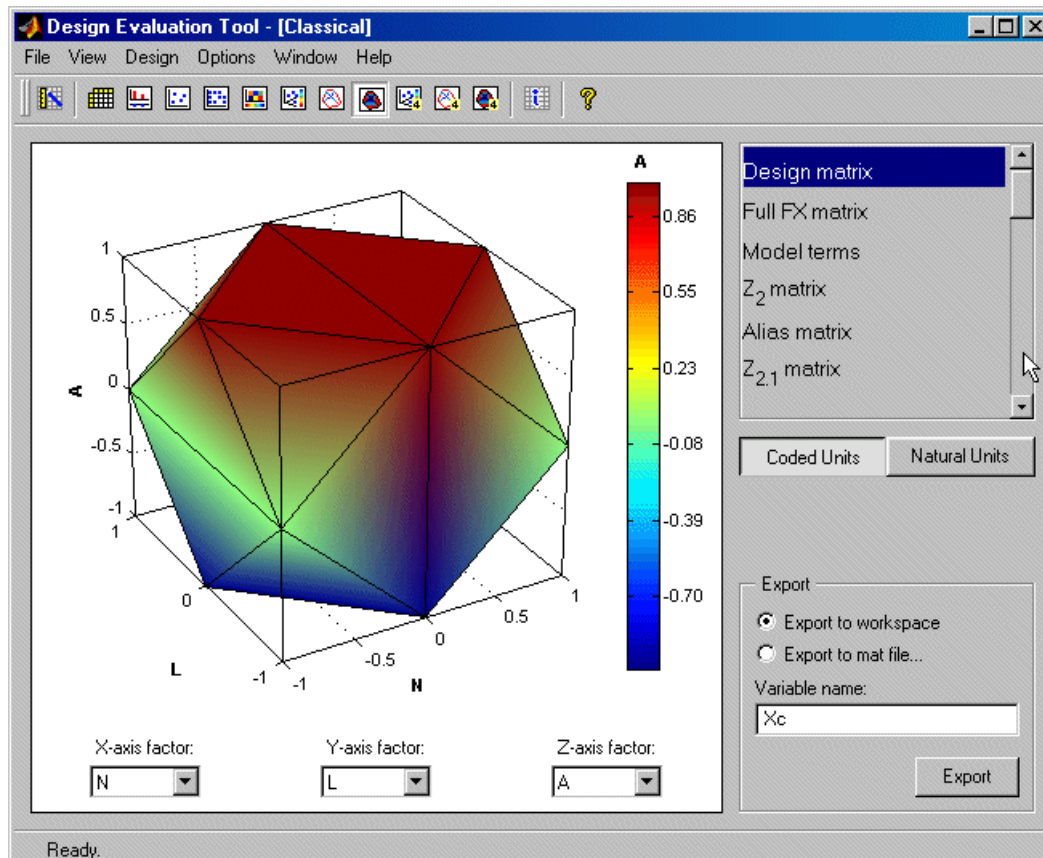 Design Evaluation Tool - [Classical]
File View Design Options Window Help
A
0.86
0.55
0.23
-0.08
-0.39
-0.70
1
0.5
0
-0.5
-1
A
1
0
-1
L
-1
-0.5
0
0.5
1
N
X-axis factor:
N
Y-axis factor:
L
Z-axis factor:
A
Design matrix
Full FX matrix
Model terms
Z2 matrix
Alias matrix
Z2.1 matrix
Coded Units
Natural Units
Export
Export to workspace
Export to mat file...
Variable name:
Xc
Export
Ready.